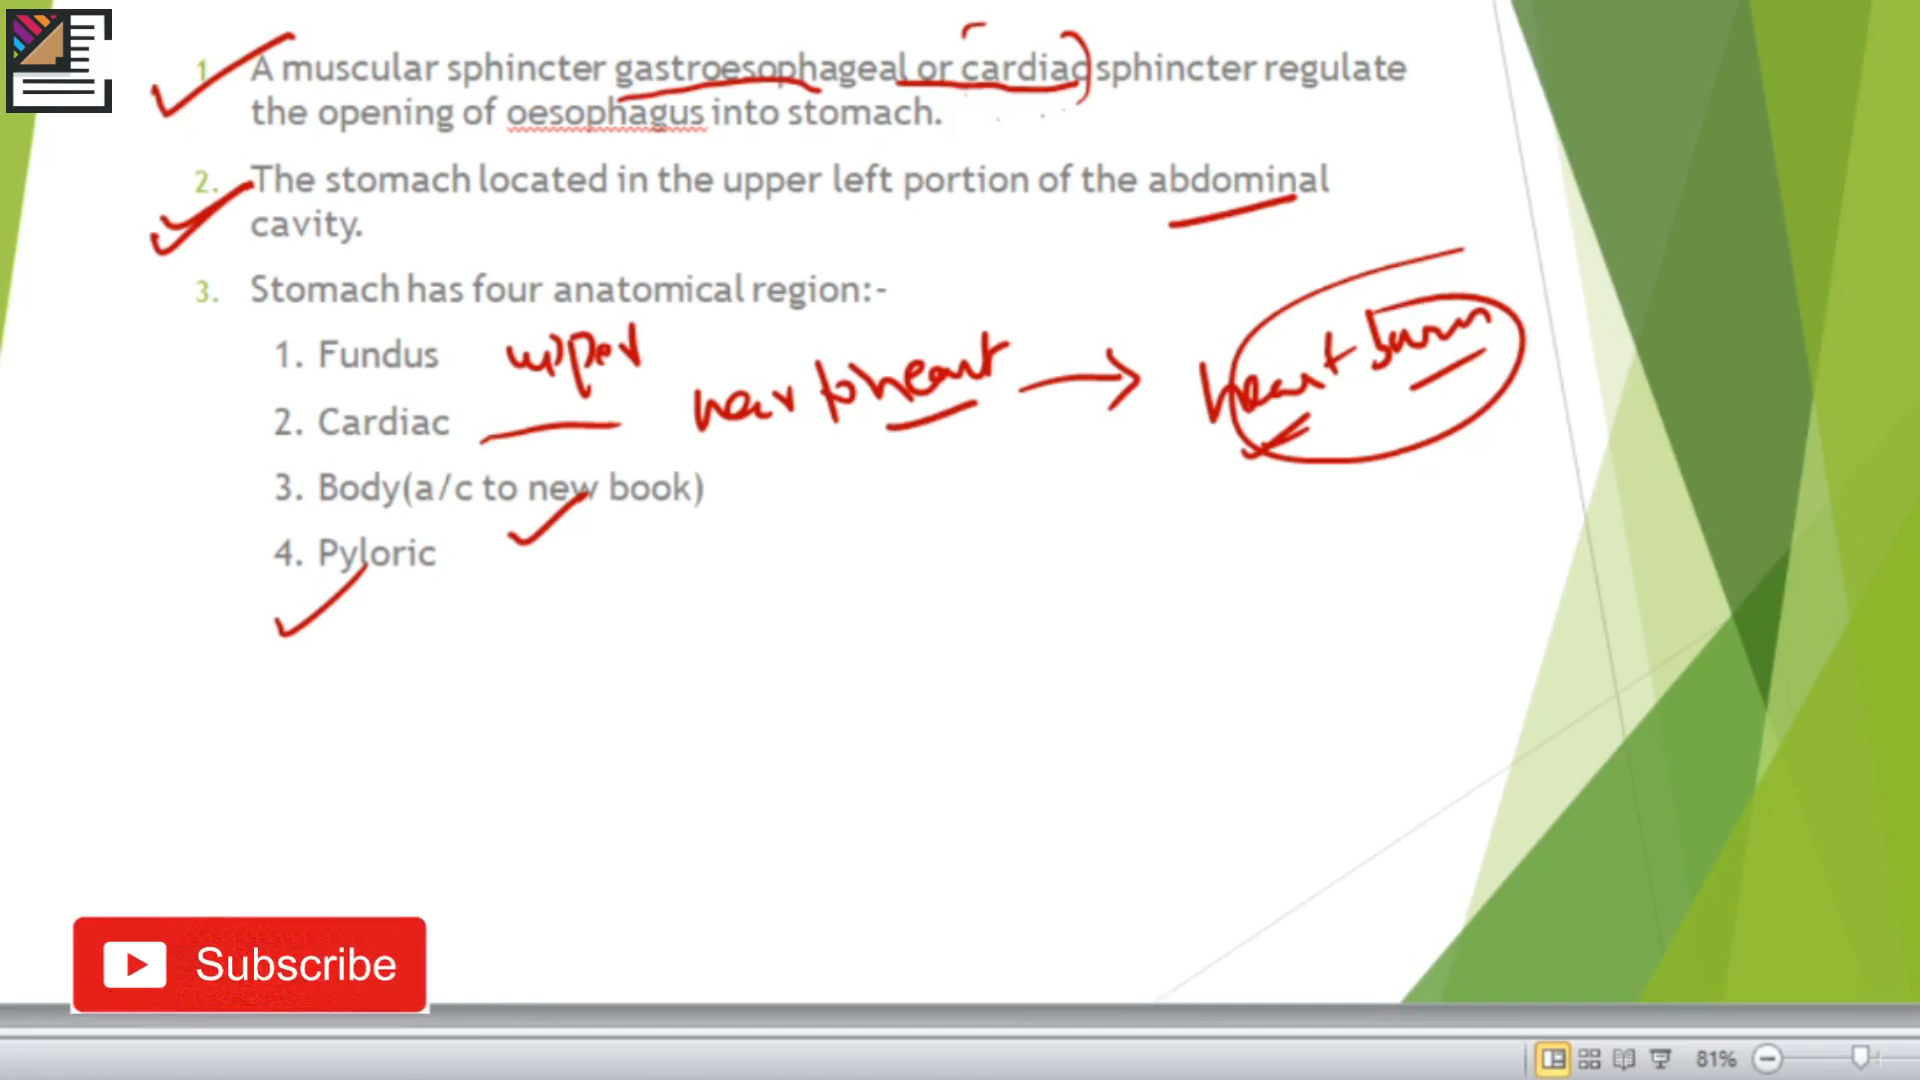 1. A muscular sphincter gastroesophageal or cardiac sphincter regulate
the opening of oesophagus into stomach.
2. The stomach located in the upper left portion of the abdominal
cavity.
3. Stomach has four anatomical region:-
1. Fundus upper
2. Cardiac near to heart → heart burn
3. Body(a/c to new book)
4. Pyloric
Subscribe
81%